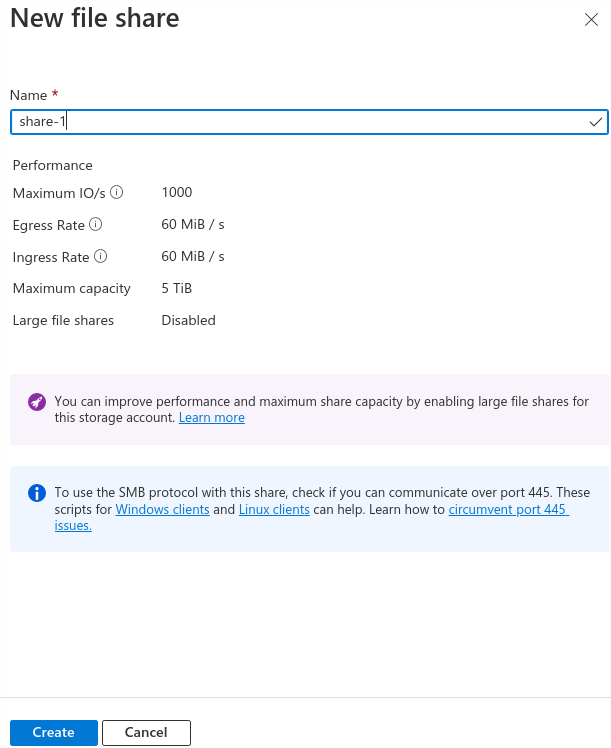 New file share
Name *
share-1
Performance
Maximum IO/s 1000
Egress Rate 60 MiB / s
Ingress Rate 60 MiB / s
Maximum capacity 5 TiB
Large file shares Disabled
You can improve performance and maximum share capacity by enabling large file shares for
this storage account. Learn more
To use the SMB protocol with this share, check if you can communicate over port 445. These
scripts for Windows clients and Linux clients can help. Learn how to circumvent port 445
issues.
Create Cancel